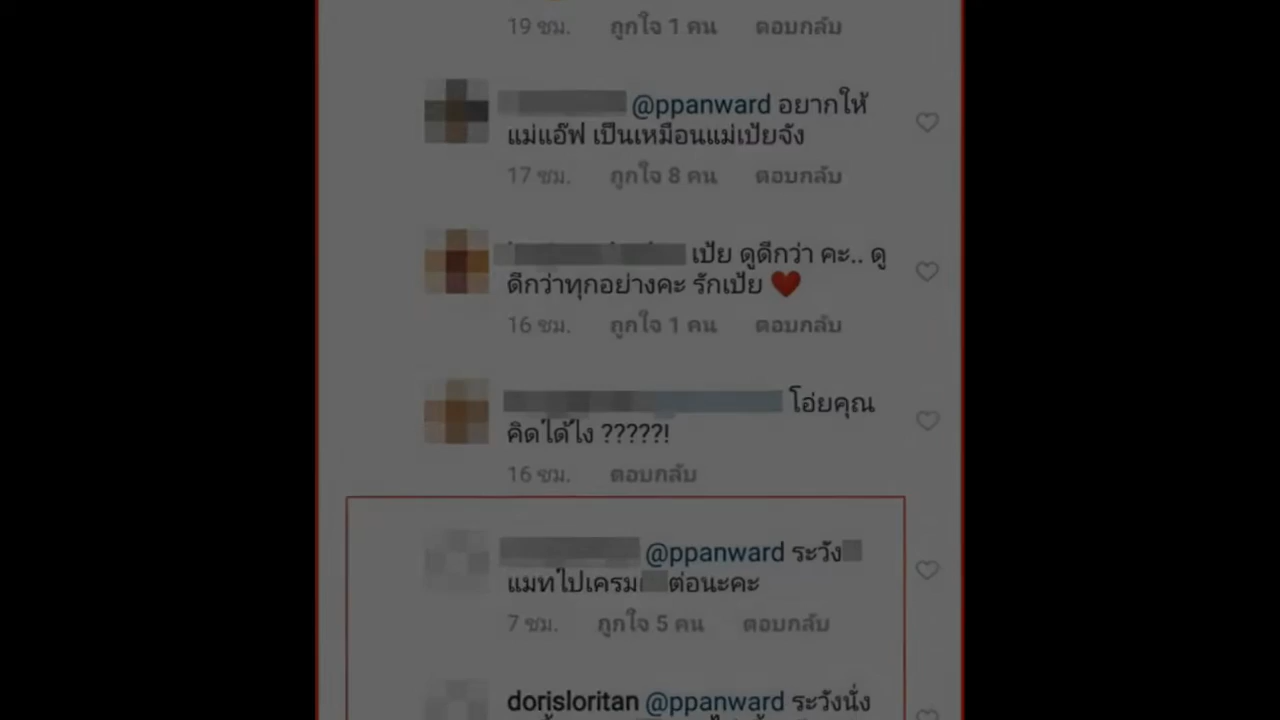 19 ชม. ถูกใจ 1 คน ตอบกลับ
@ppanward อยากให้
แม่แอ๊ฟ เป็นเหมือนแม่เป้ยจัง
17 ชม. ถูกใจ 8 คน ตอบกลับ
เป้ย ดูดีกว่า คะ.. ดู
ดีกว่าทุกอย่างคะ รักเป้ย ❤️
16 ชม. ถูกใจ 1 คน ตอบกลับ
โอ่ยคุณ
คิดได้ไง ?????!
16 ชม. ตอบกลับ
@ppanward ระวัง
แมทไปเครม ต่อนะคะ
7 ชม. ถูกใจ 5 คน ตอบกลับ
dorisloritan @ppanward ระวังนั่ง